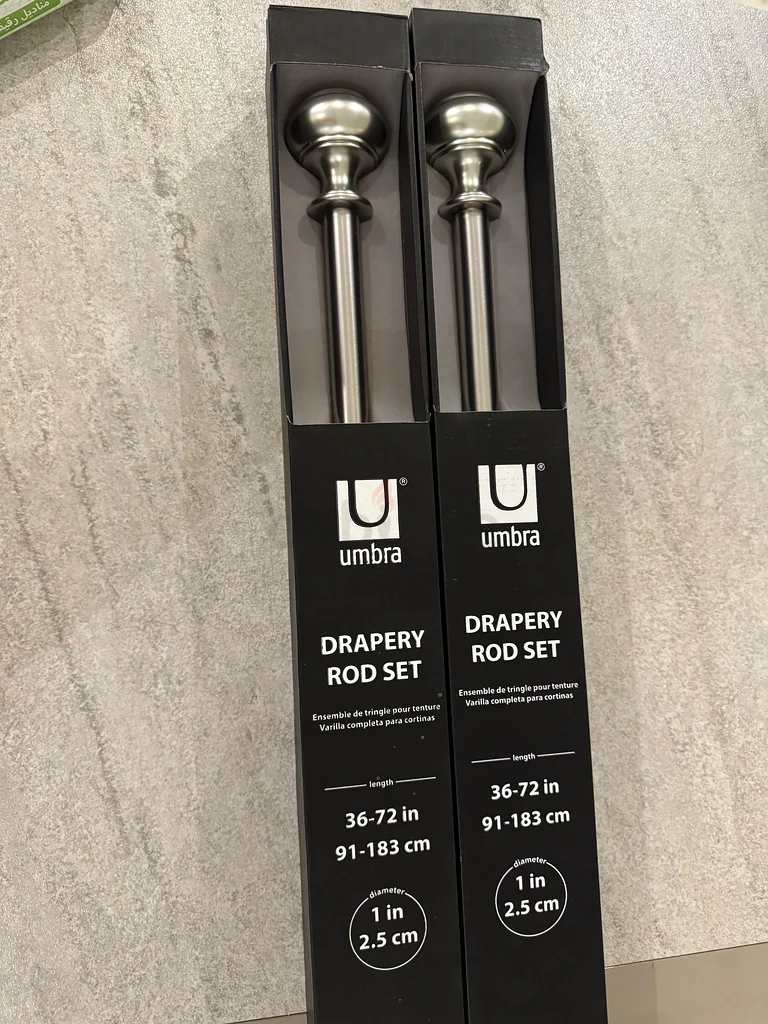 مناديل
U®
umbra
DRAPERY
ROD SET
Ensemble de tringle pour tenture
Varilla completa para cortinas
length
36-72 in
91-183 cm
diameter
1 in
2.5 cm
U®
umbra
DRAPERY
ROD SET
Ensemble de tringle pour tenture
Varilla completa para cortinas
length
36-72 in
91-183 cm
diameter
1 in
2.5 cm